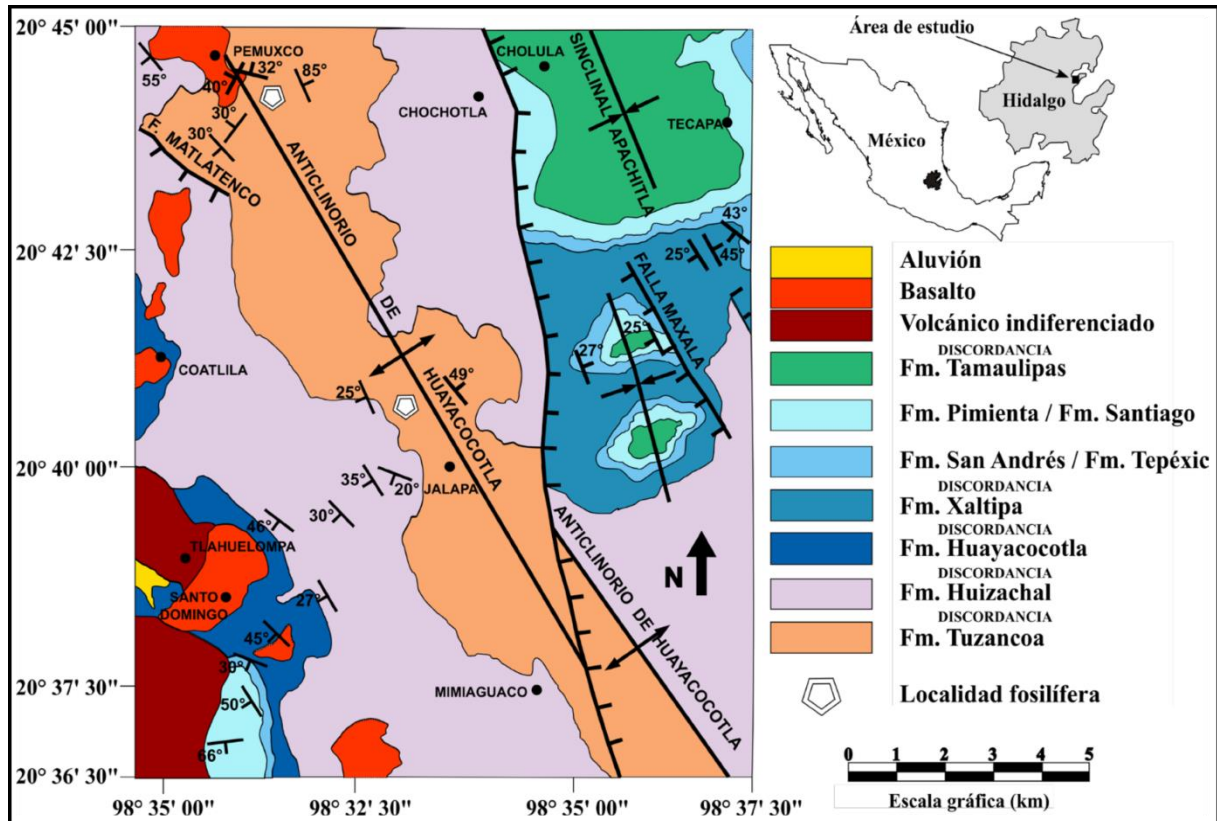 20° 45' 00"
20° 42' 30"
20° 40' 00"
20° 37' 30"
20° 36' 30"
98° 35' 00"
98° 32' 30"
98° 35' 00"
98° 37' 30"
PEMUXCO
55°
40°
32°
85°
30°
30°
F. MATLATENCO
ANTICLINORIO
DE
HUAYACOCOTLA
CHOCHOTLA
CHOLULA
SINCLINAL APACHITLA
TECAPA
43°
25°
45°
FALLA MAXALA
25°
27°
COATLILA
25°
49°
JALAPA
35°
20°
30°
46°
TLAHUELOMPA
SANTO
DOMINGO
27°
45°
30°
50°
66°
MIMIAGUACO
ANTICLINORIO DE HUAYACOCOTLA
N
Área de estudio
Hidalgo
México
Aluvión
Basalto
Volcánico indiferenciado
DISCORDANCIA
Fm. Tamaulipas
Fm. Pimienta / Fm. Santiago
Fm. San Andrés / Fm. Tepéxic
DISCORDANCIA
Fm. Xaltipa
DISCORDANCIA
Fm. Huayacocotla
DISCORDANCIA
Fm. Huizachal
DISCORDANCIA
Fm. Tuzancoa
Localidad fosilífera
0 1 2 3 4 5
Escala gráfica (km)